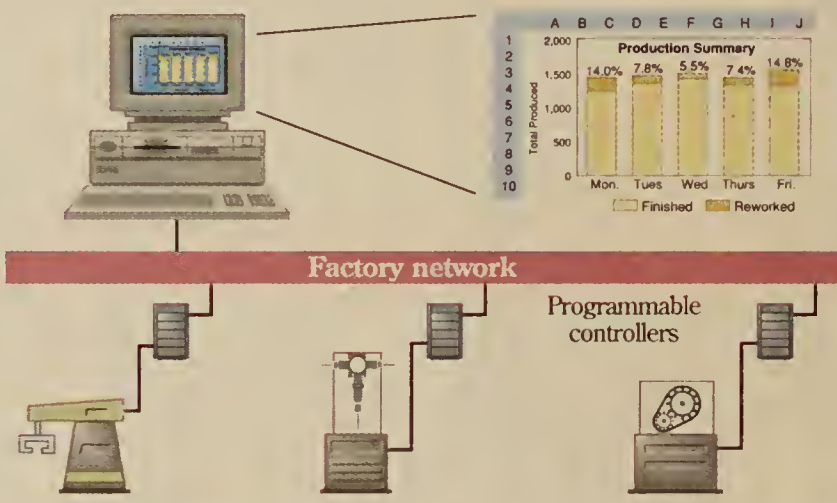 A B C D E F G H I J
1
2
3
4
5
6
7
8
9
10
Production Summary
Total Produced
2,000
1,500
1,000
500
0
14.0% 7.8% 5.5% 7.4% 14.8%
Mon. Tues Wed Thurs Fri.
Finished Reworked
Factory network
Programmable
controllers